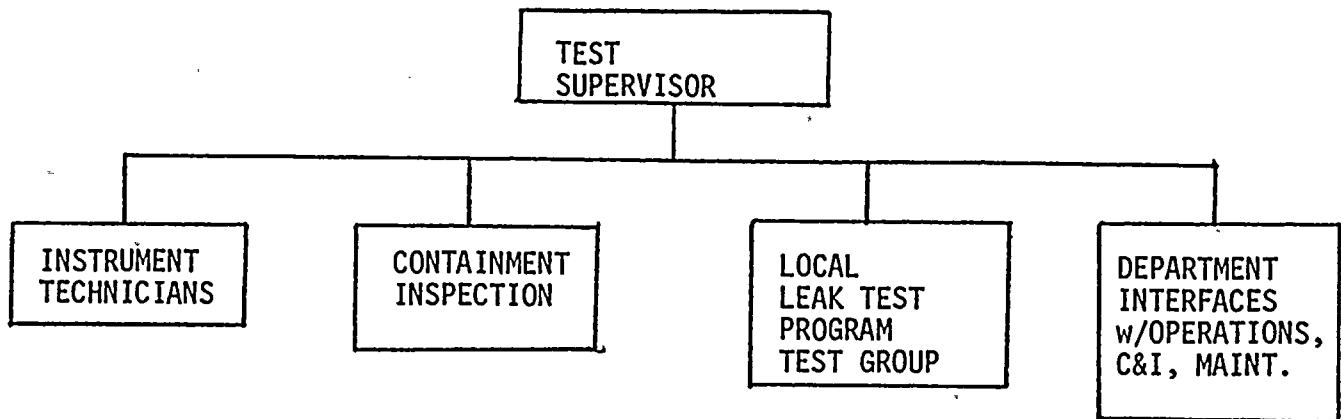 TEST
SUPERVISOR
INSTRUMENT
TECHNICIANS
CONTAINMENT
INSPECTION
LOCAL
LEAK TEST
PROGRAM
TEST GROUP
DEPARTMENT
INTERFACES
w/OPERATIONS,
C&I, MAINT.